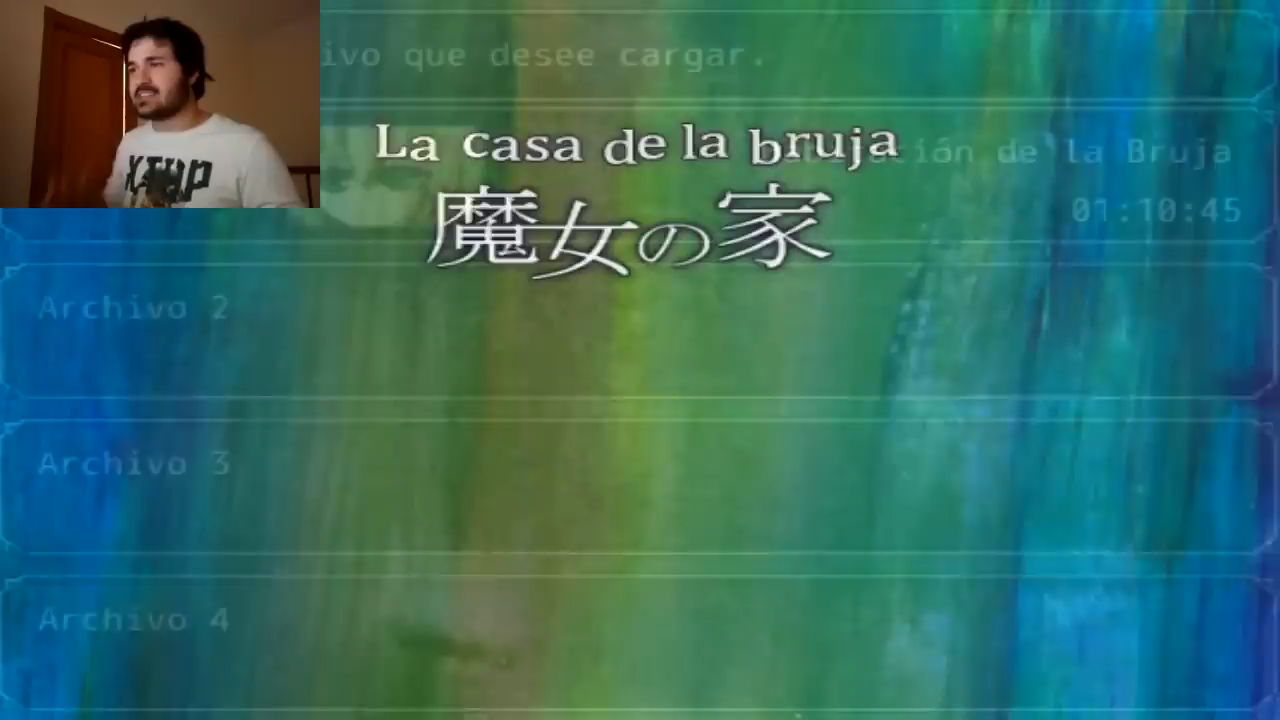 ivo que desee cargar.
La casa de la bruja
ión de la Bruja
魔女の家
01:10:45
Archivo 2
Archivo 3
Archivo 4